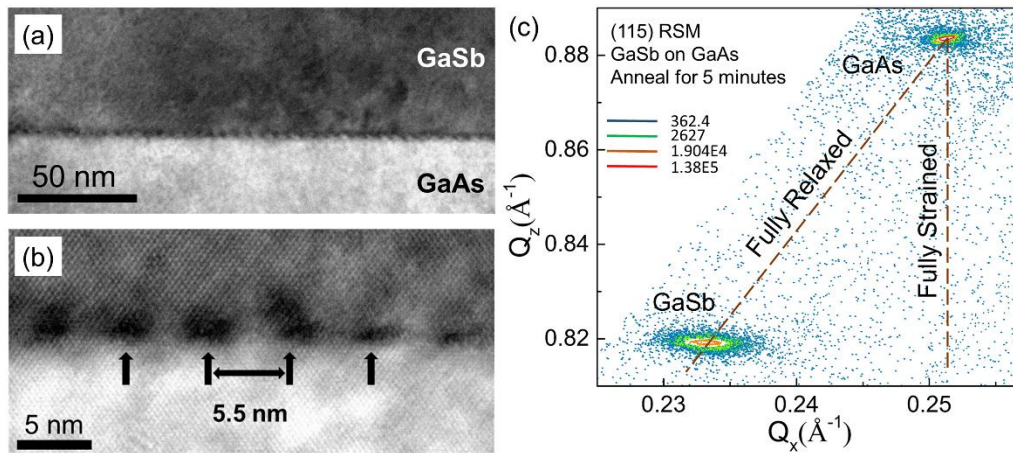 (a)
GaSb
50 nm
GaAs
(b)
5.5 nm
5 nm
(c)
(115) RSM
GaSb on GaAs
Anneal for 5 minutes
362.4
2627
1.904E4
1.38E5
GaAs
Fully Relaxed
Fully Strained
GaSb
0.88
0.86
0.84
0.82
Q_z(Å⁻¹)
0.23
0.24
0.25
Q_x(Å⁻¹)